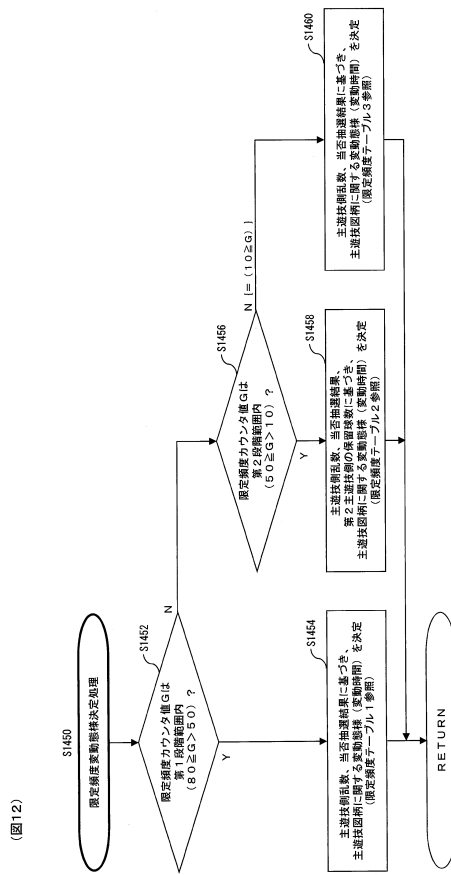 (図12)
S1450
限定頻度変動態様決定処理
S1452
限定頻度カウンタ値Gは
第1段階範囲内
(80≧G>50) ?
N
Y
S1454
主遊技側乱数、当否抽選結果に基づき、
主遊技図柄に関する変動態様(変動時間)を決定
(限定頻度テーブル1参照)
S1456
限定頻度カウンタ値Gは
第2段階範囲内
(50≧G>10) ?
N {=(10≧G)}
Y
S1458
主遊技側乱数、当否抽選結果、
第2主遊技側の保留球数に基づき、
主遊技図柄に関する変動態様(変動時間)を決定
(限定頻度テーブル2参照)
S1460
主遊技側乱数、当否抽選結果に基づき、
主遊技図柄に関する変動態様(変動時間)を決定
(限定頻度テーブル3参照)
RETURN